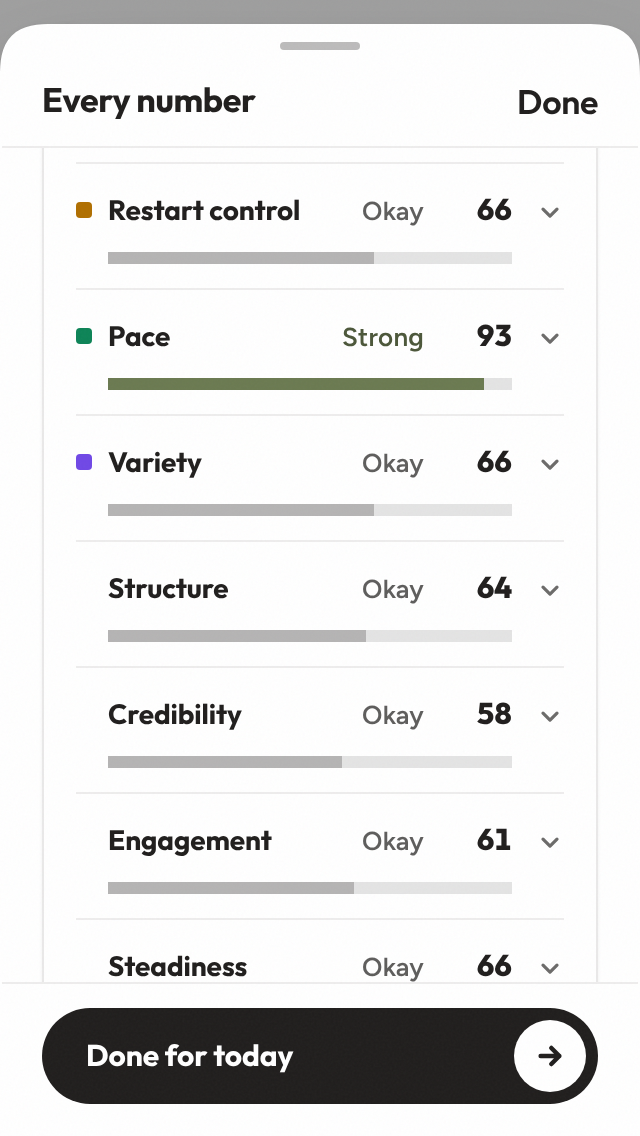 Every number Done
Restart control Okay 66
Pace Strong 93
Variety Okay 66
Structure Okay 64
Credibility Okay 58
Engagement Okay 61
Steadiness Okay 66
Done for today